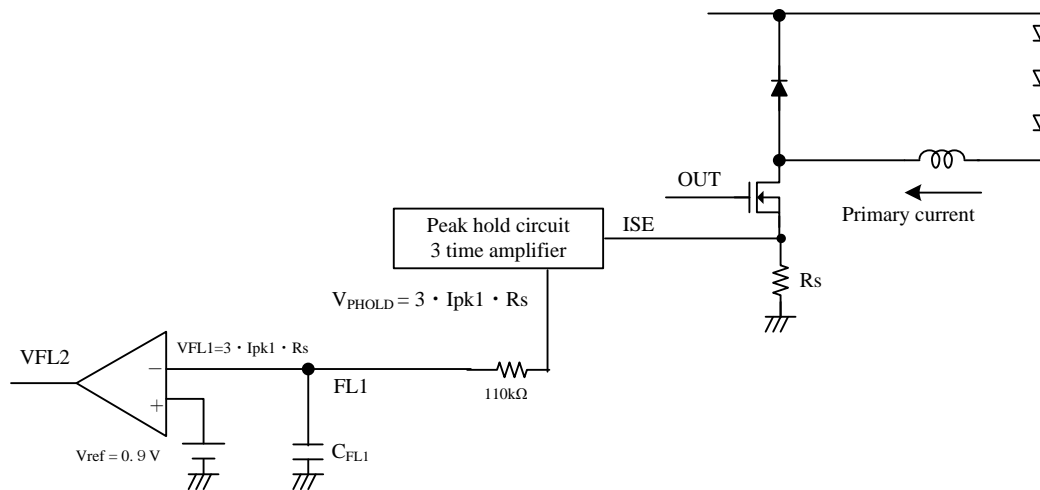 OUT
Primary current
Peak hold circuit
3 time amplifier
ISE
Rs
VPHOLD = 3・Ipk1・Rs
VFL2
VFL1=3・Ipk1・Rs
−
+
FL1
110kΩ
Vref = 0.9V
CFL1